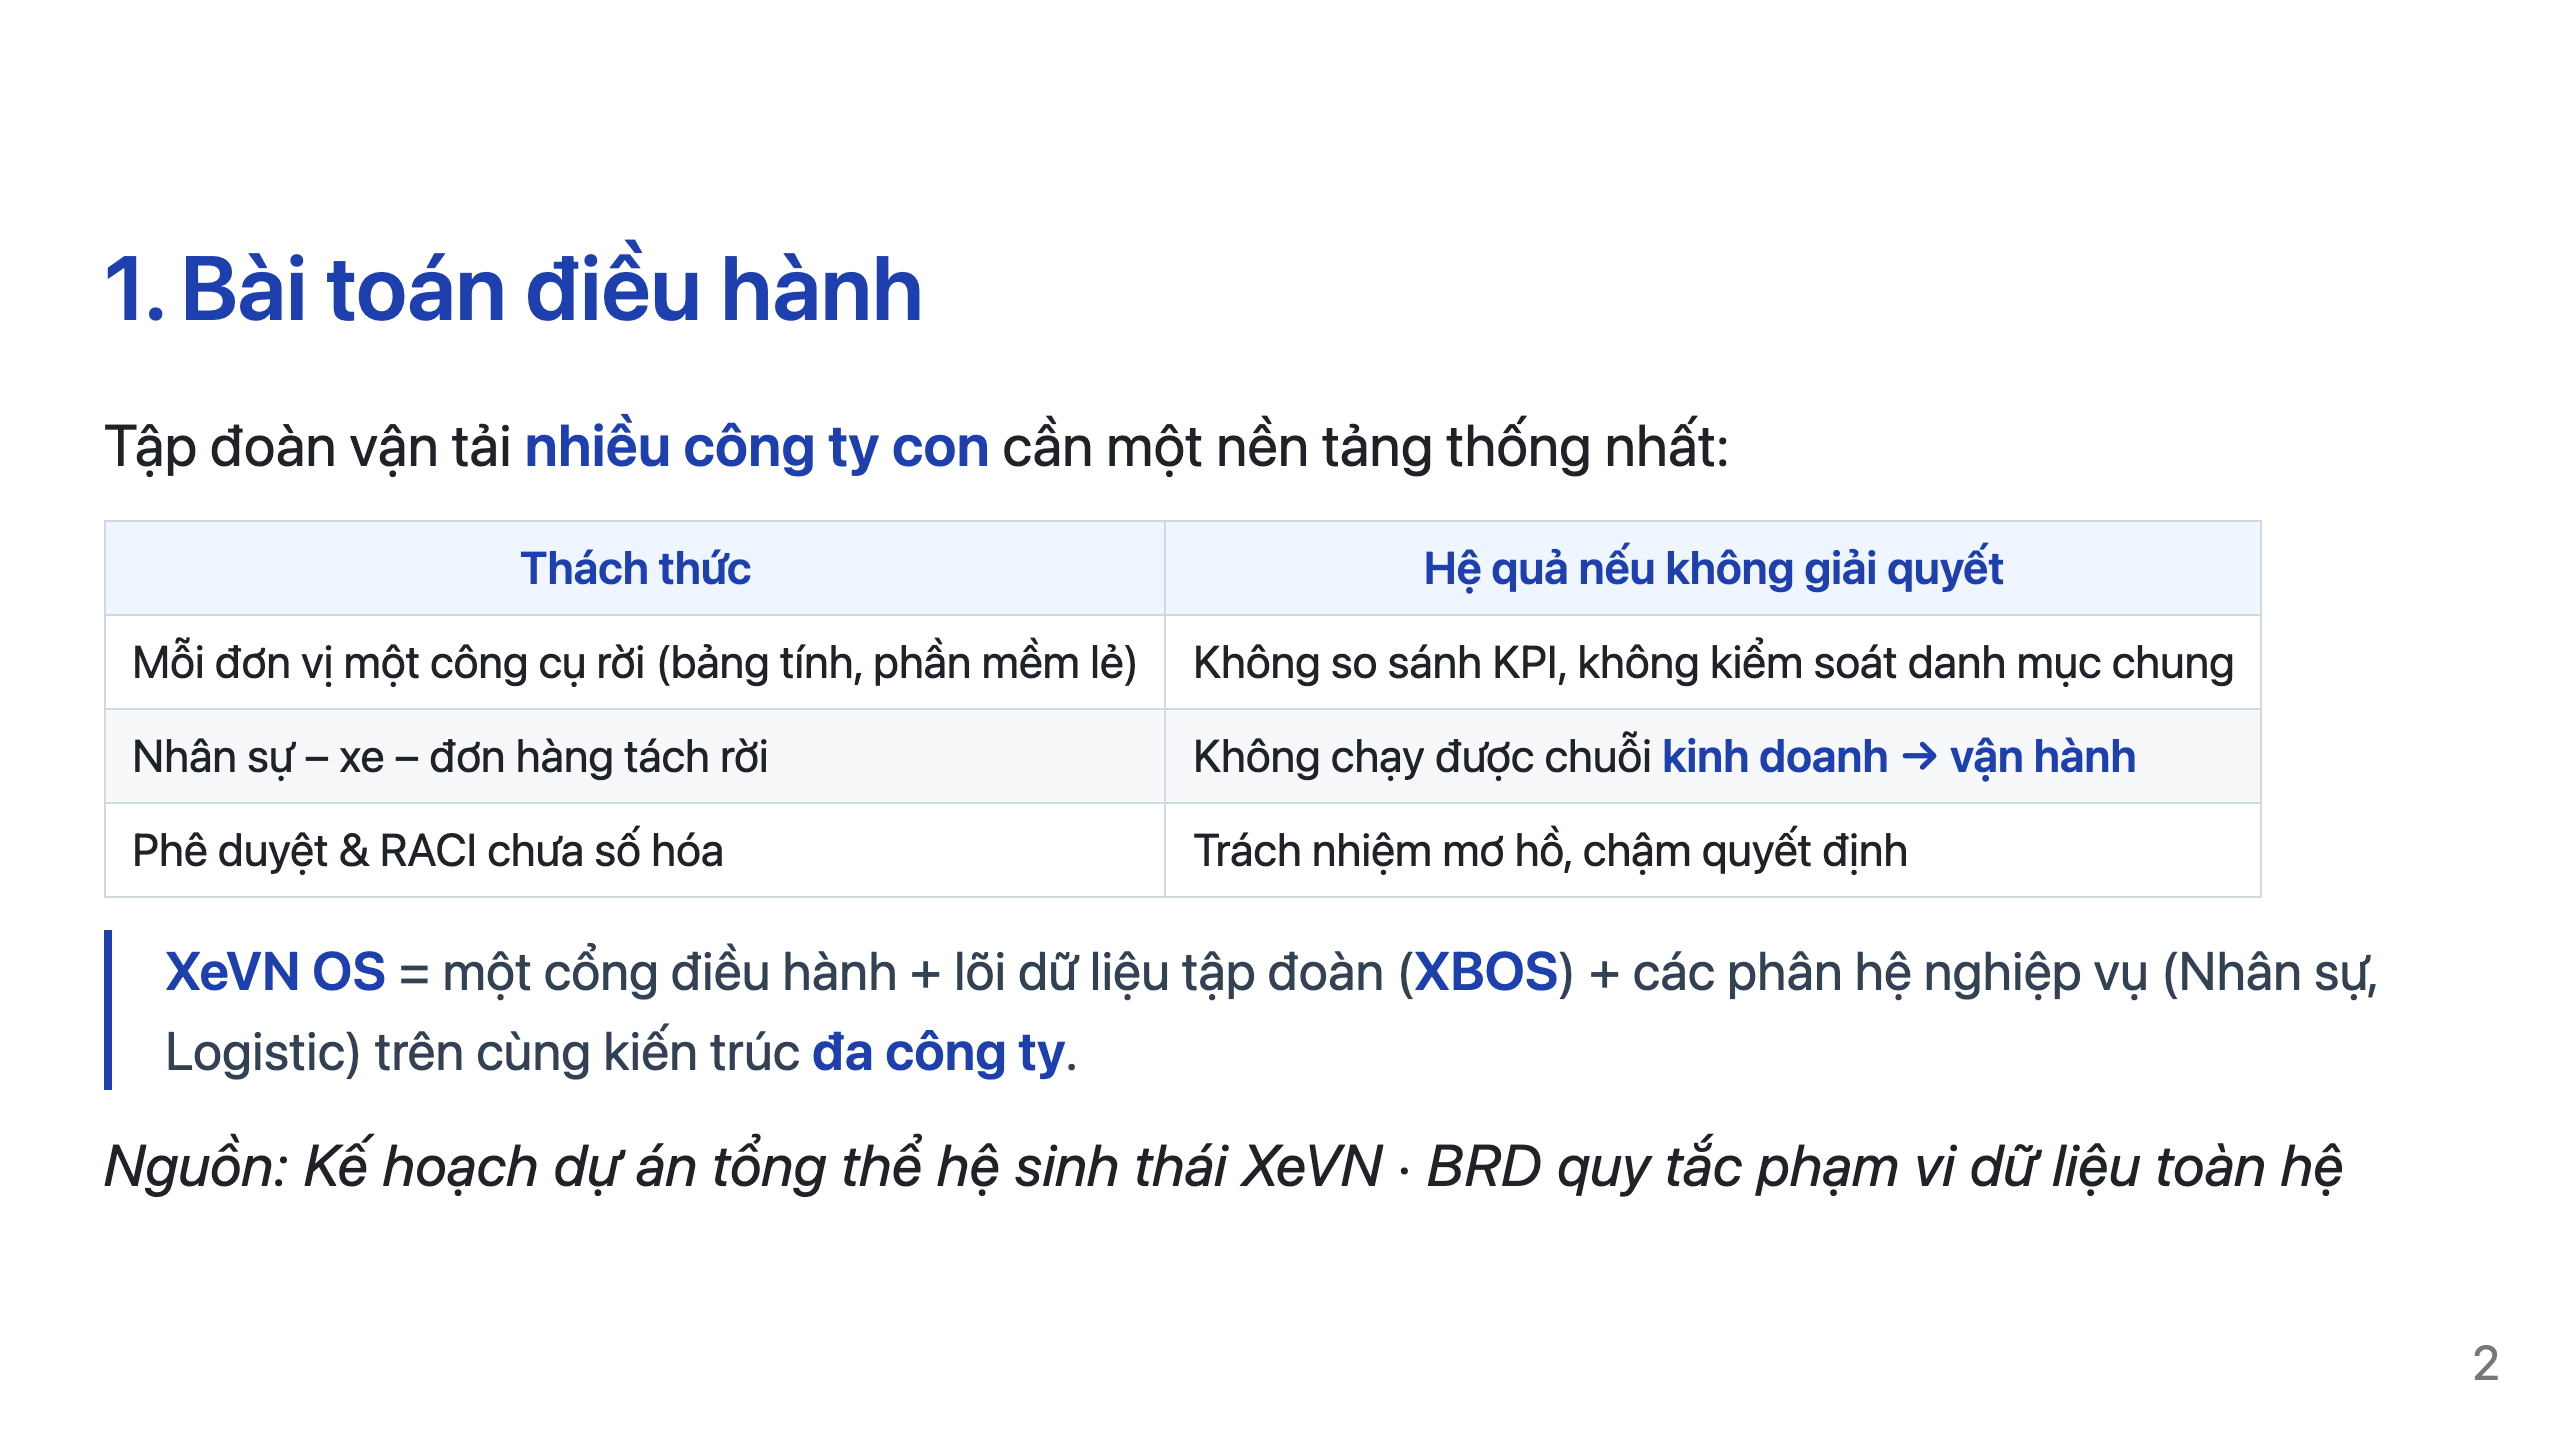 1. Bài toán điều hành
Tập đoàn vận tải nhiều công ty con cần một nền tảng thống nhất:
Thách thức
Hệ quả nếu không giải quyết
Mỗi đơn vị một công cụ rời (bảng tính, phần mềm lẻ)
Không so sánh KPI, không kiểm soát danh mục chung
Nhân sự – xe – đơn hàng tách rời
Không chạy được chuỗi kinh doanh → vận hành
Phê duyệt & RACI chưa số hóa
Trách nhiệm mơ hồ, chậm quyết định
XeVN OS = một cổng điều hành + lõi dữ liệu tập đoàn (XBOS) + các phân hệ nghiệp vụ (Nhân sự,
Logistic) trên cùng kiến trúc đa công ty.
Nguồn: Kế hoạch dự án tổng thể hệ sinh thái XeVN · BRD quy tắc phạm vi dữ liệu toàn hệ
2